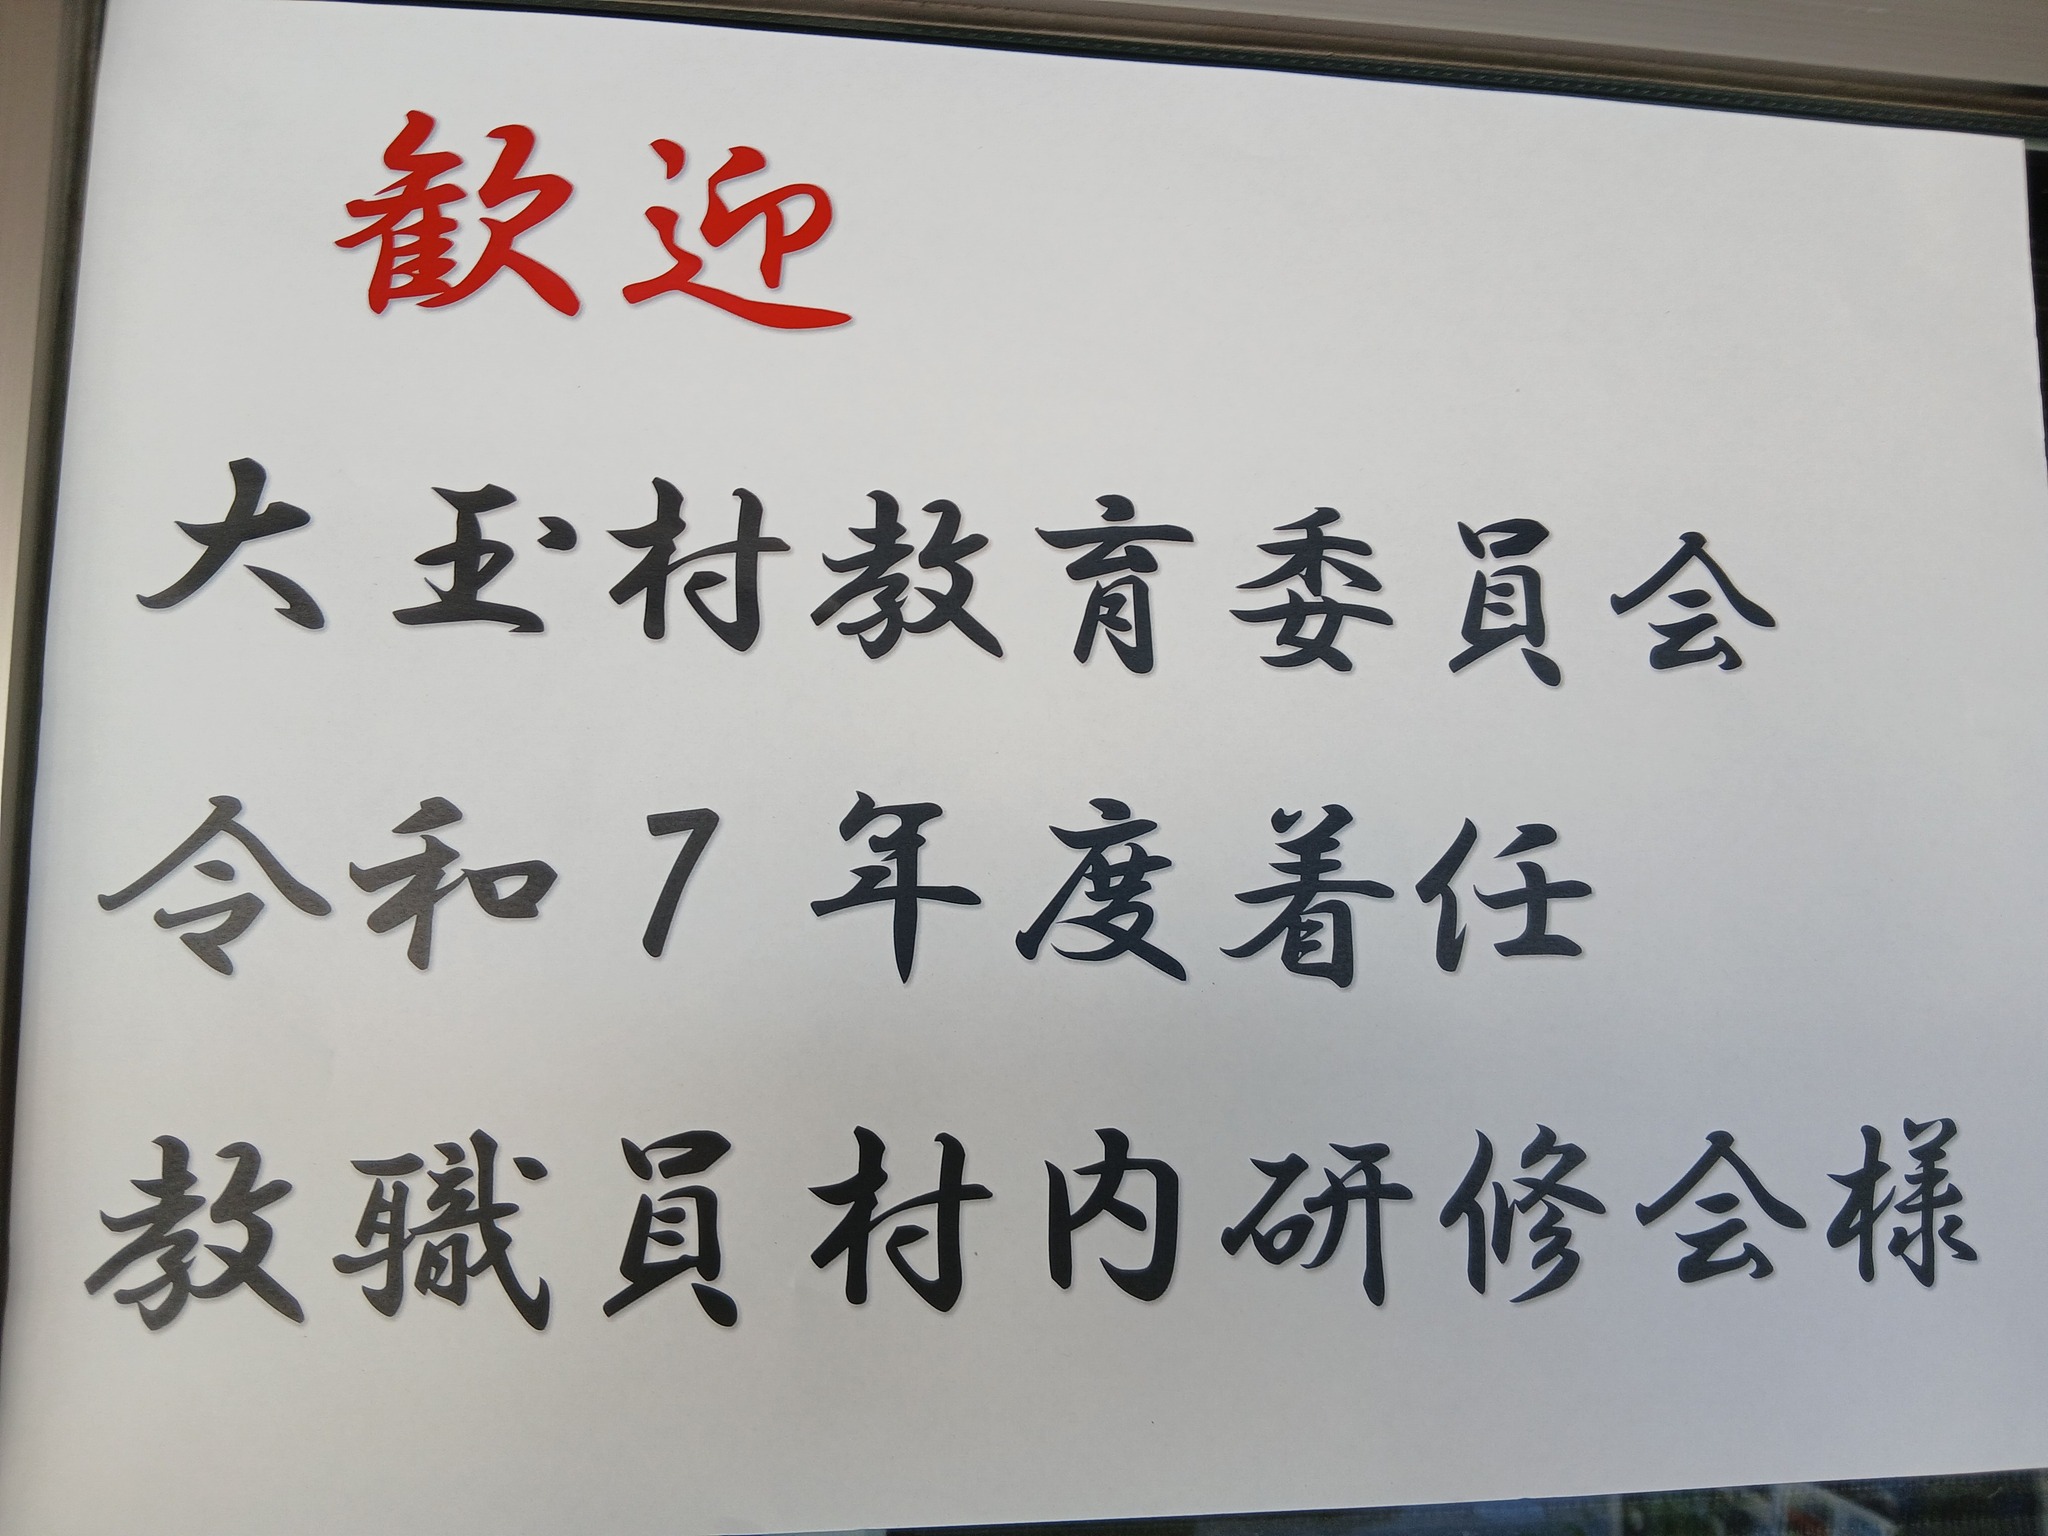 歓迎
大玉村教育委員会
令和7年度着任
教職員村内研修会様